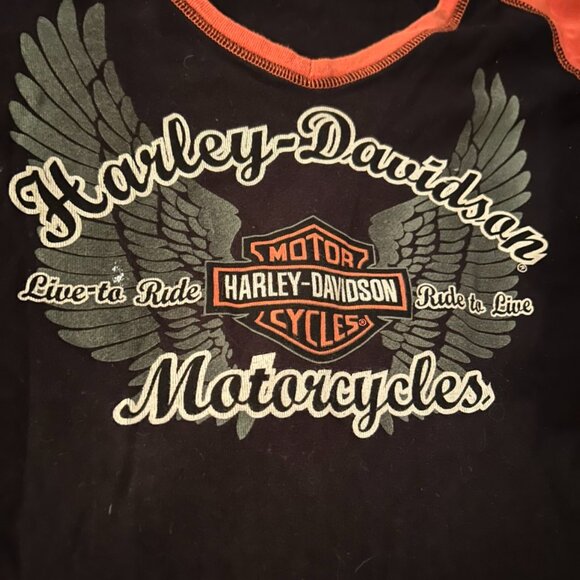 Harley-Davidson®
MOTOR
Live-to Ride HARLEY-DAVIDSON Ride to Live
CYCLES®
Motorcycles